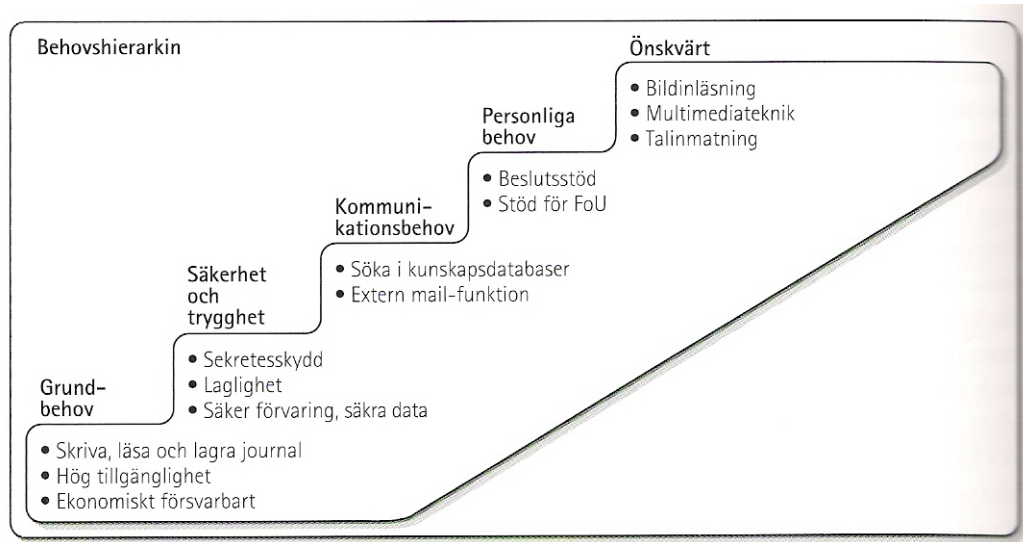 Behovshierarkin
Önskvärt
• Bildinläsning
• Multimediateknik
• Talinmatning
Personliga
behov
• Beslutsstöd
• Stöd för FoU
Kommuni-
kationsbehov
• Söka i kunskapsdatabaser
• Extern mail-funktion
Säkerhet
och
trygghet
• Sekretesskydd
• Laglighet
• Säker förvaring, säkra data
Grund-
behov
• Skriva, läsa och lagra journal
• Hög tillgänglighet
• Ekonomiskt försvarbart